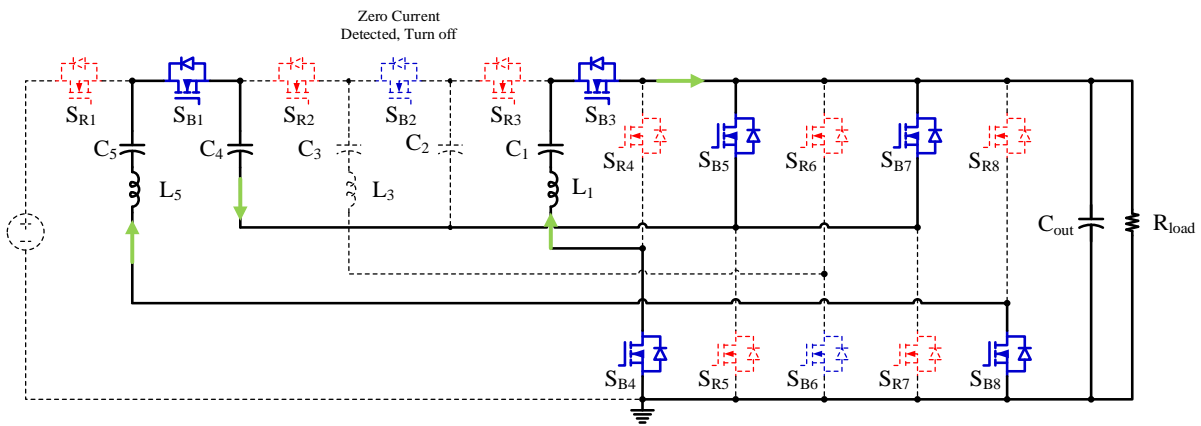 Zero Current
Detected, Turn off
S_R1
S_B1
S_R2
S_B2
S_R3
S_B3
C_5
C_4
C_3
C_2
C_1
S_R4
S_B5
S_R6
S_B7
S_R8
L_5
L_3
L_1
C_out
R_load
S_B4
S_R5
S_B6
S_R7
S_B8